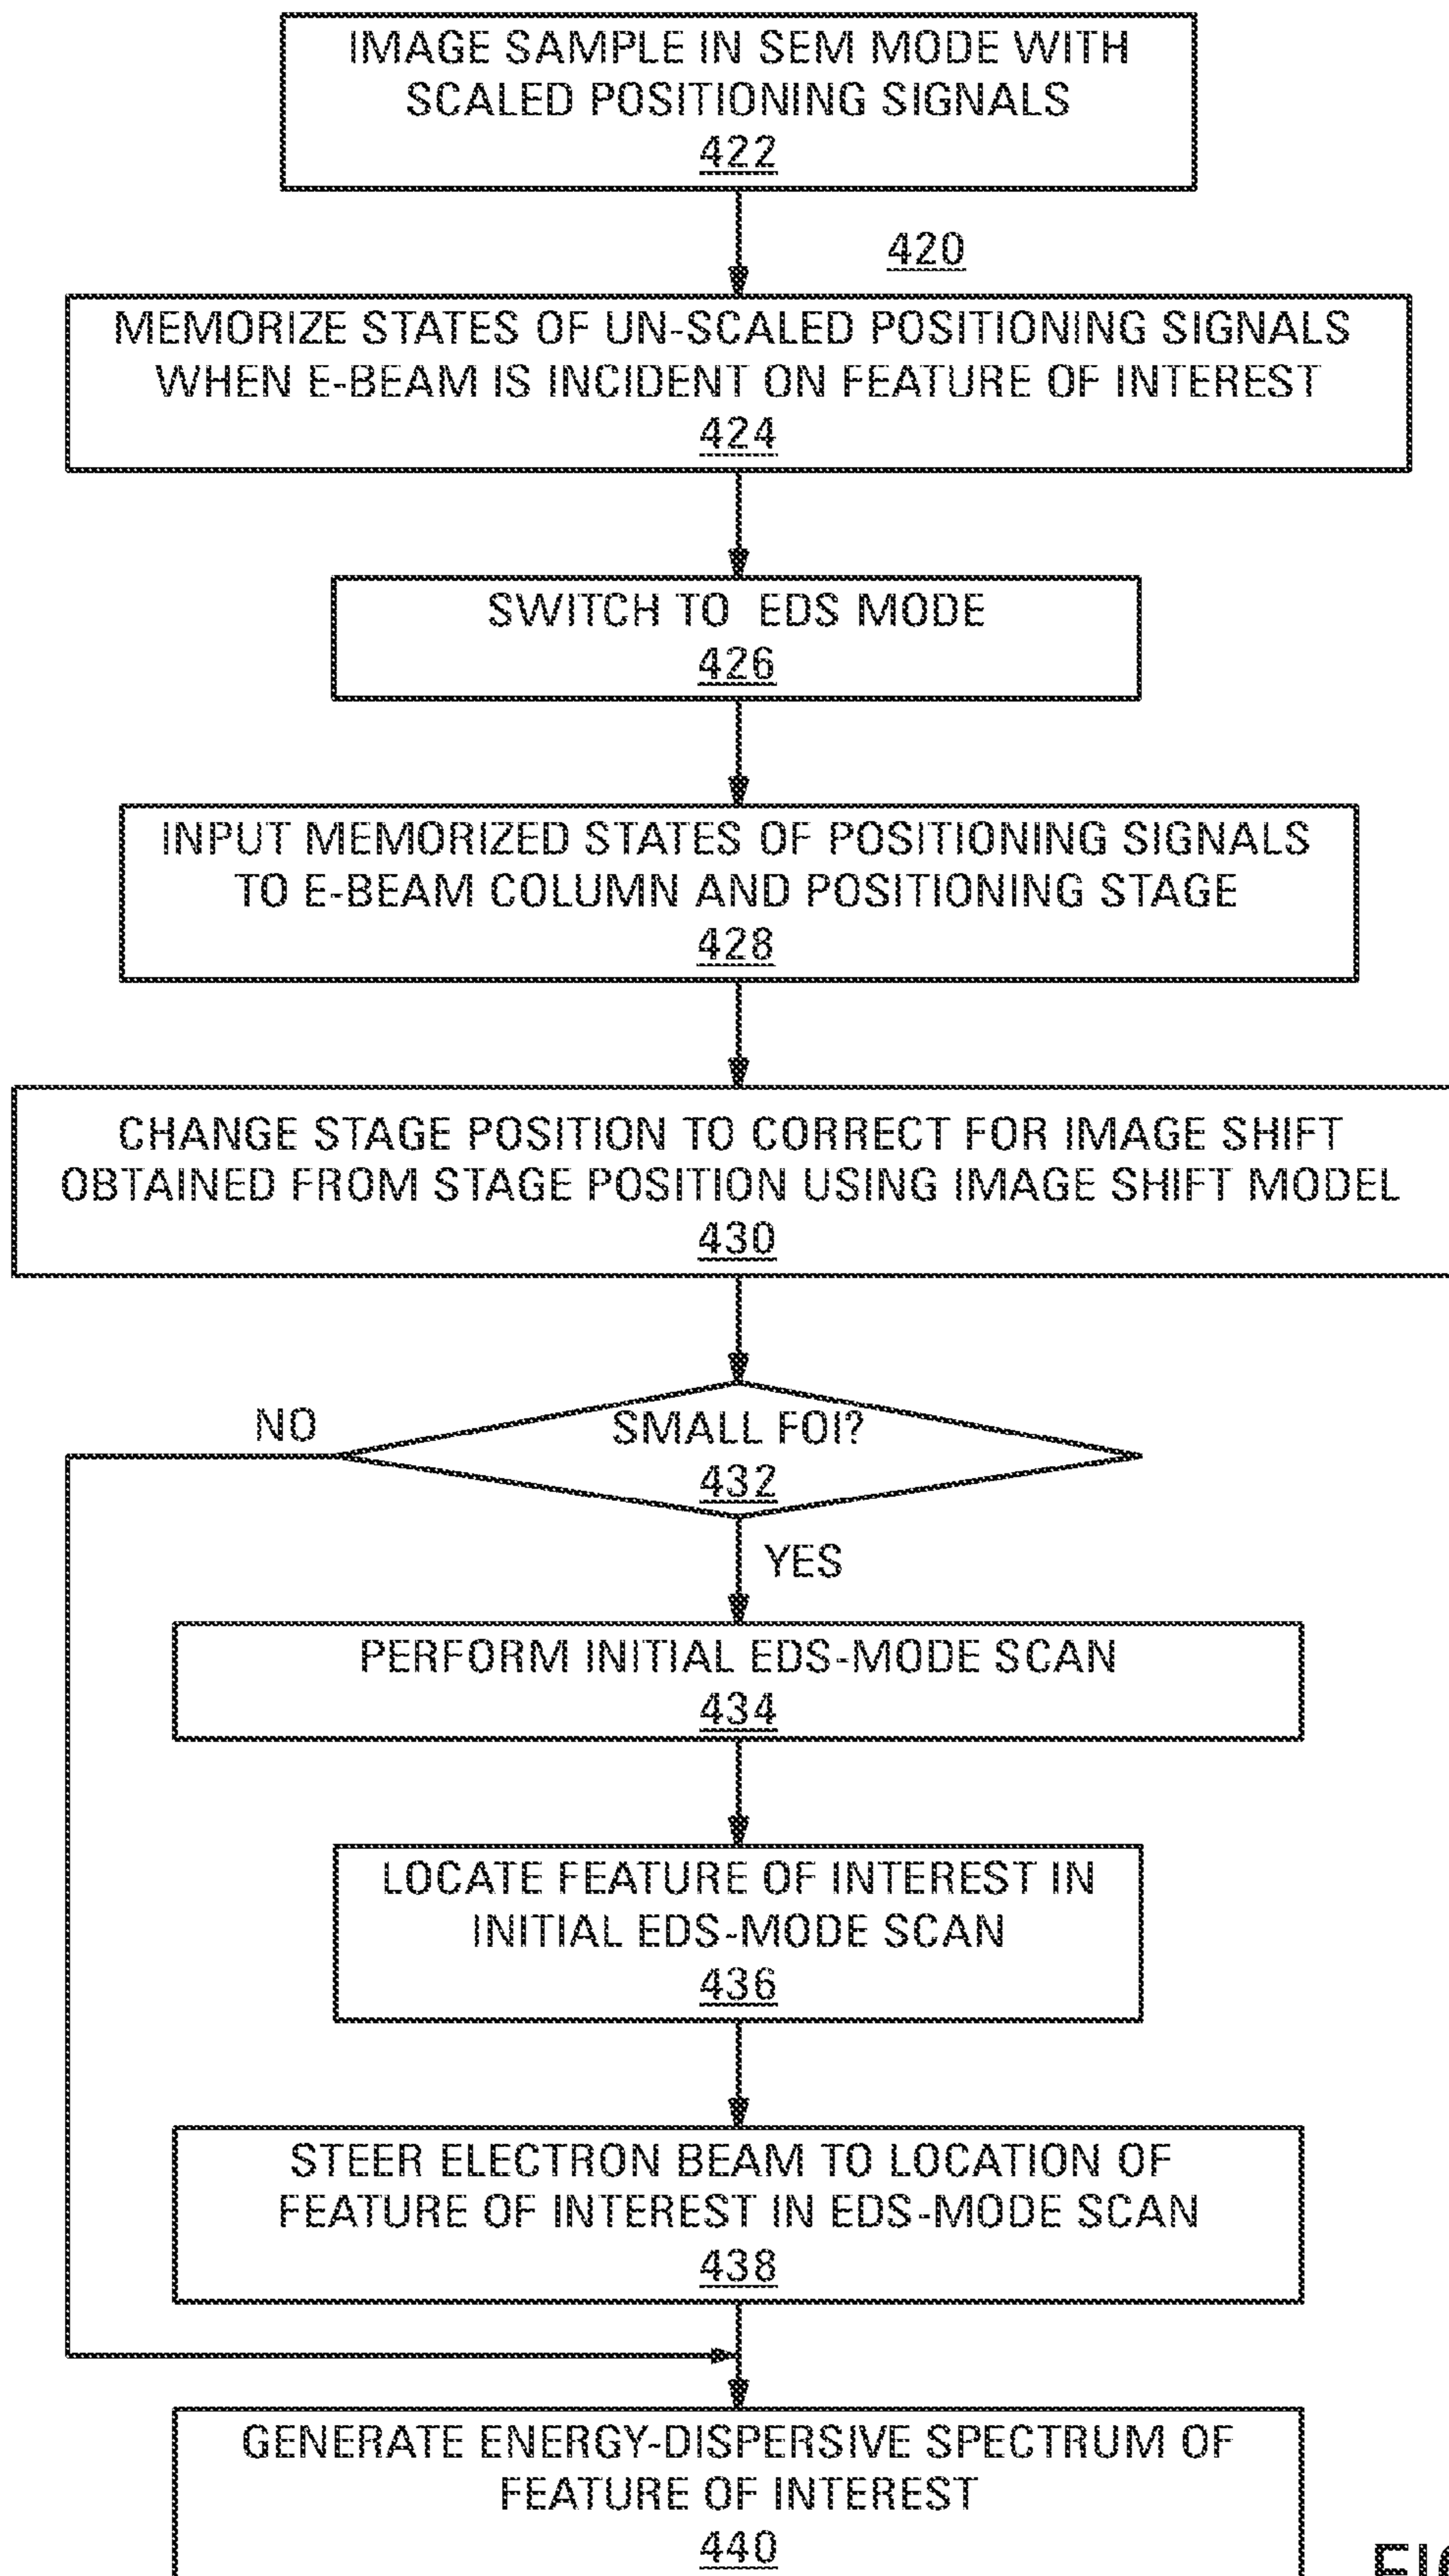 IMAGE SAMPLE IN SEM MODE WITH
SCALED POSITIONING SIGNALS
422
420
MEMORIZE STATES OF UN-SCALED POSITIONING SIGNALS
WHEN E-BEAM IS INCIDENT ON FEATURE OF INTEREST
424
SWITCH TO EDS MODE
426
INPUT MEMORIZED STATES OF POSITIONING SIGNALS
TO E-BEAM COLUMN AND POSITIONING STAGE
428
CHANGE STAGE POSITION TO CORRECT FOR IMAGE SHIFT
OBTAINED FROM STAGE POSITION USING IMAGE SHIFT MODEL
430
NO
SMALL FOI?
432
YES
PERFORM INITIAL EDS-MODE SCAN
434
LOCATE FEATURE OF INTEREST IN
INITIAL EDS-MODE SCAN
436
STEER ELECTRON BEAM TO LOCATION OF
FEATURE OF INTEREST IN EDS-MODE SCAN
438
GENERATE ENERGY-DISPERSIVE SPECTRUM OF
FEATURE OF INTEREST
440